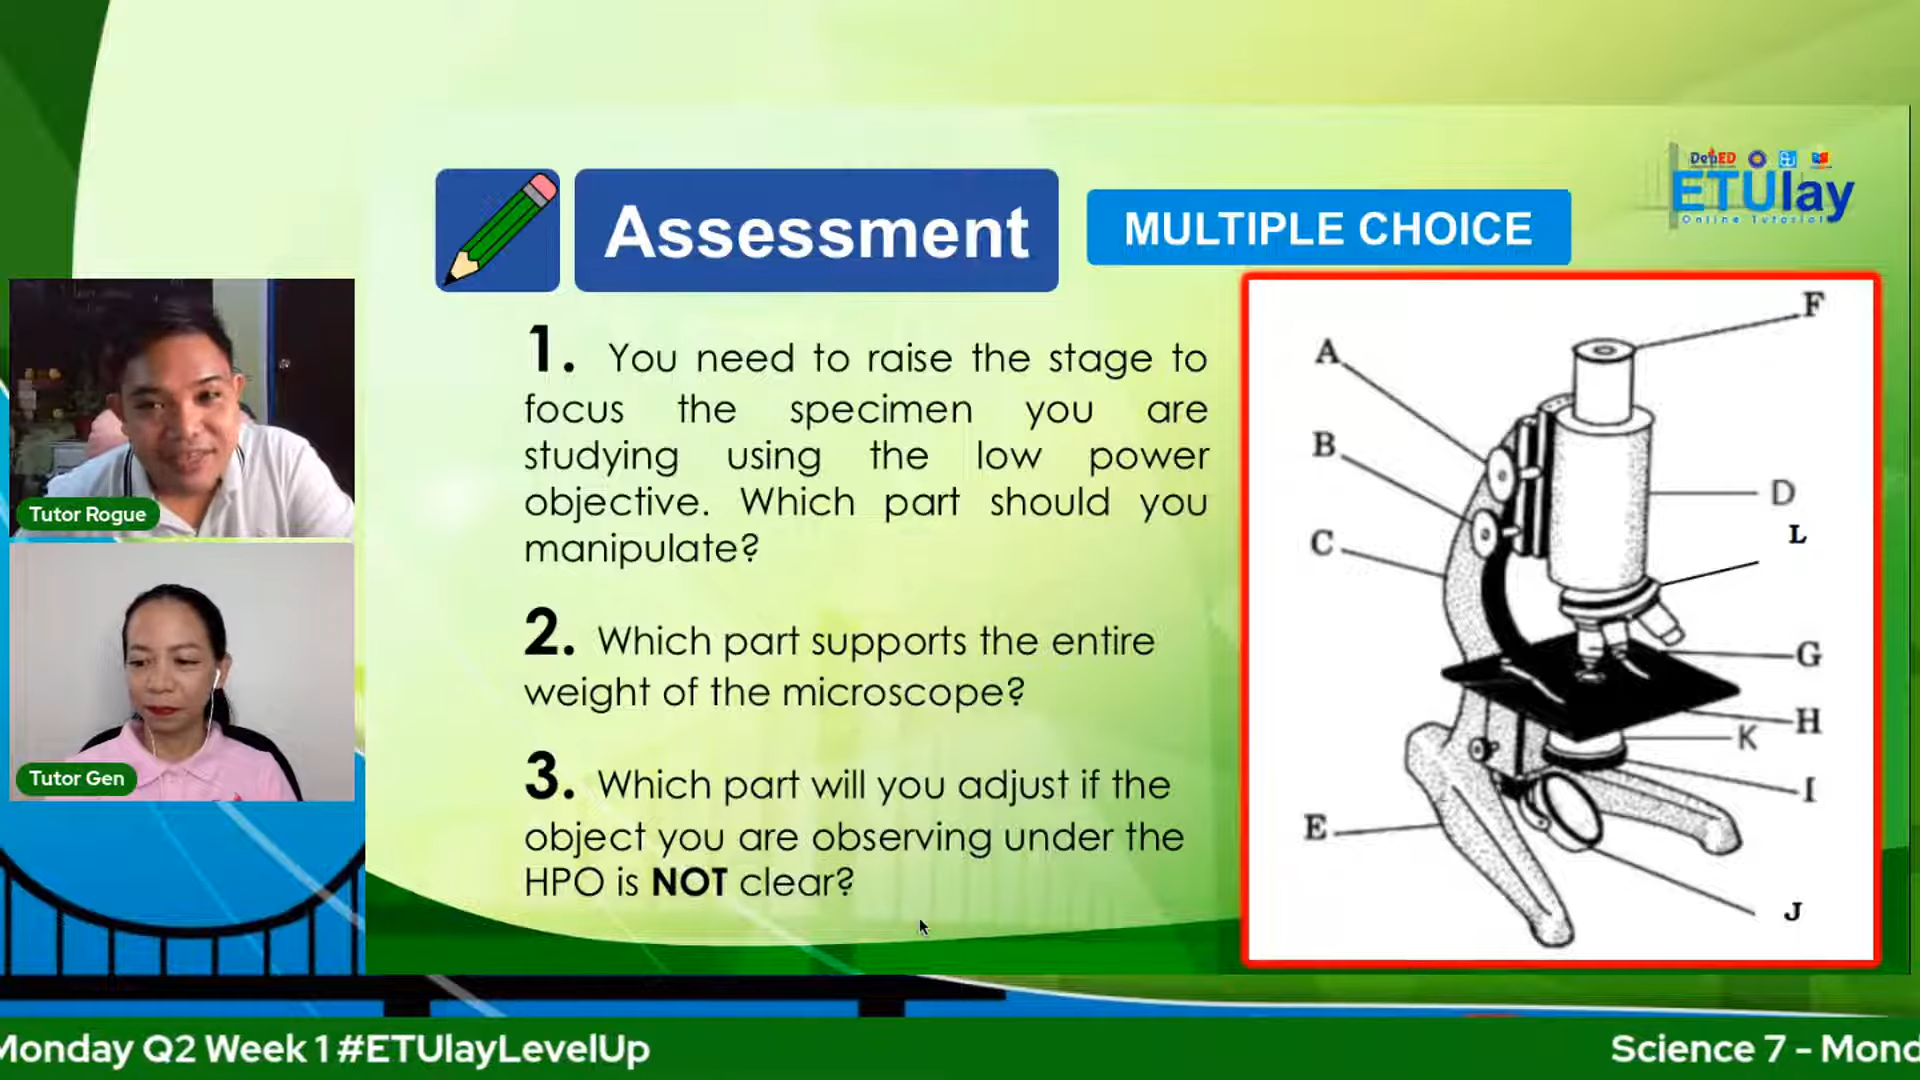 DepED
ETUlay
Online Tutorial
Assessment
MULTIPLE CHOICE
1. You need to raise the stage to
focus the specimen you are
studying using the low power
objective. Which part should you
manipulate?
2. Which part supports the entire
weight of the microscope?
3. Which part will you adjust if the
object you are observing under the
HPO is NOT clear?
F
A
B
D
L
C
G
H
K
I
E
J
Tutor Rogue
Tutor Gen
Monday Q2 Week 1 #ETUlayLevelUp
Science 7 - Mond